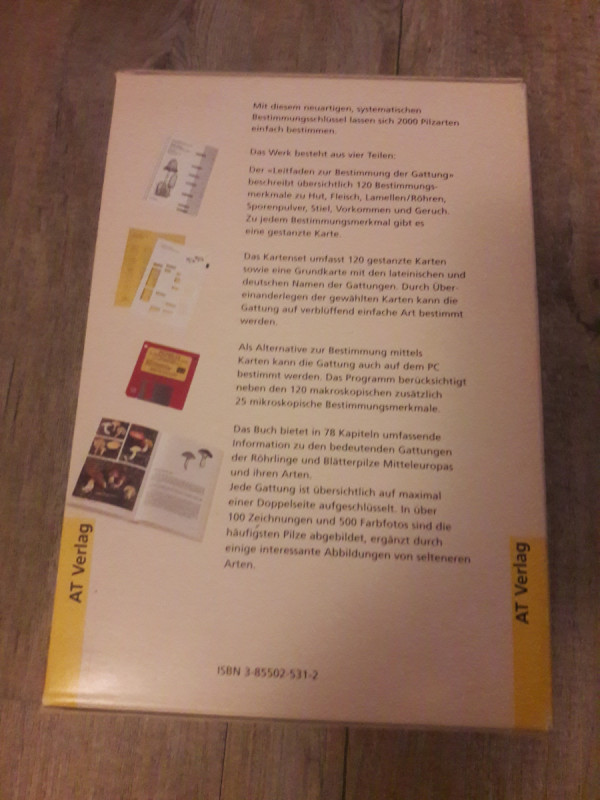 Mit diesem neuartigen, systematischen
Bestimmungsschlüssel lassen sich 2000 Pilzarten
einfach bestimmen.
Das Werk besteht aus vier Teilen:
Der «Leitfaden zur Bestimmung der Gattung»
beschreibt übersichtlich 120 Bestimmungs-
merkmale zu Hut, Fleisch, Lamellen/Röhren,
Sporenpulver, Stiel, Vorkommen und Geruch.
Zu jedem Bestimmungsmerkmal gibt es
eine gestanzte Karte.
Das Kartenset umfasst 120 gestanzte Karten
sowie eine Grundkarte mit den lateinischen und
deutschen Namen der Gattungen. Durch Über-
einanderlegen der gewählten Karten kann die
Gattung auf verblüffend einfache Art bestimmt
werden.
Als Alternative zur Bestimmung mittels
Karten kann die Gattung auch auf dem PC
bestimmt werden. Das Programm berücksichtigt
neben den 120 makroskopischen zusätzlich
25 mikroskopische Bestimmungsmerkmale.
Das Buch bietet in 78 Kapiteln umfassende
Information zu den bedeutenden Gattungen
der Röhrlinge und Blätterpilze Mitteleuropas
und ihren Arten.
Jede Gattung ist übersichtlich auf maximal
einer Doppelseite aufgeschlüsselt. In über
100 Zeichnungen und 500 Farbfotos sind die
häufigsten Pilze abgebildet, ergänzt durch
einige interessante Abbildungen von selteneren
Arten.
AT Verlag
AT Verlag
ISBN 3-85502-531-2